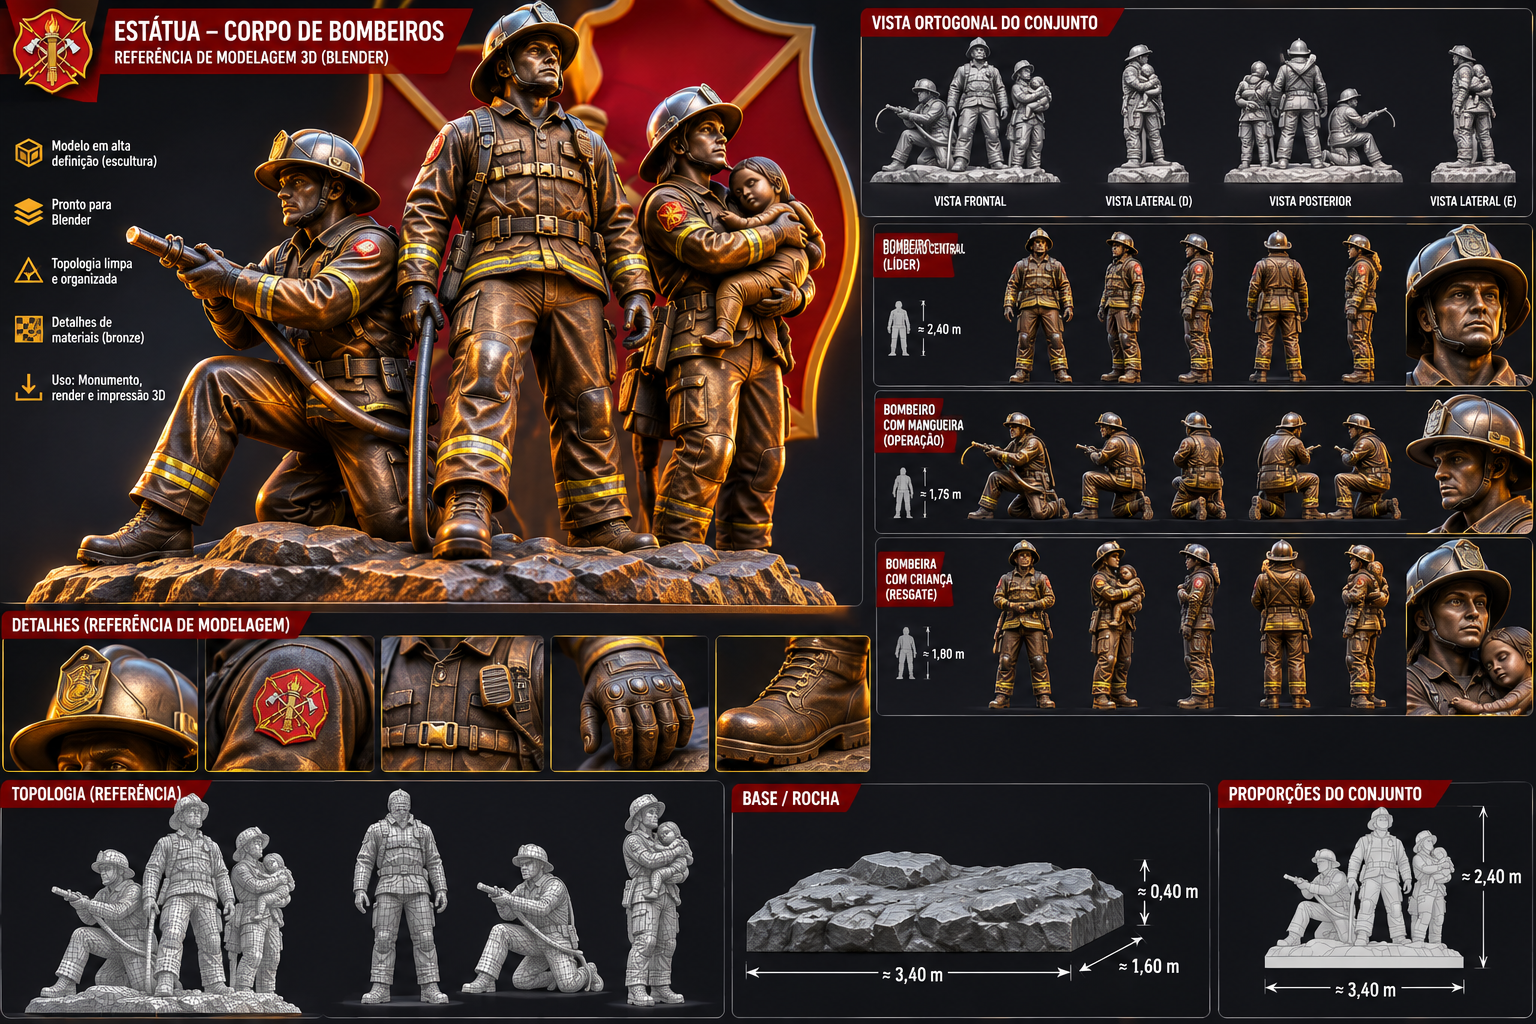 ESTÁTUA – CORPO DE BOMBEIROS
REFERÊNCIA DE MODELAGEM 3D (BLENDER)
Modelo em alta
definição (escultura)
Pronto para
Blender
Topologia limpa
e organizada
Detalhes de
materiais (bronze)
Uso: Monumento,
render e impressão 3D
VISTA ORTOGONAL DO CONJUNTO
VISTA FRONTAL
VISTA LATERAL (D)
VISTA POSTERIOR
VISTA LATERAL (E)
BOMBEIRO CENTRAL
(LÍDER)
≈ 2,40 m
BOMBEIRO
COM MANGUEIRA
(OPERAÇÃO)
≈ 1,75 m
BOMBEIRA
COM CRIANÇA
(RESGATE)
≈ 1,80 m
DETALHES (REFERÊNCIA DE MODELAGEM)
TOPOLOGIA (REFERÊNCIA)
BASE / ROCHA
≈ 0,40 m
≈ 1,60 m
≈ 3,40 m
PROPORÇÕES DO CONJUNTO
≈ 2,40 m
≈ 3,40 m